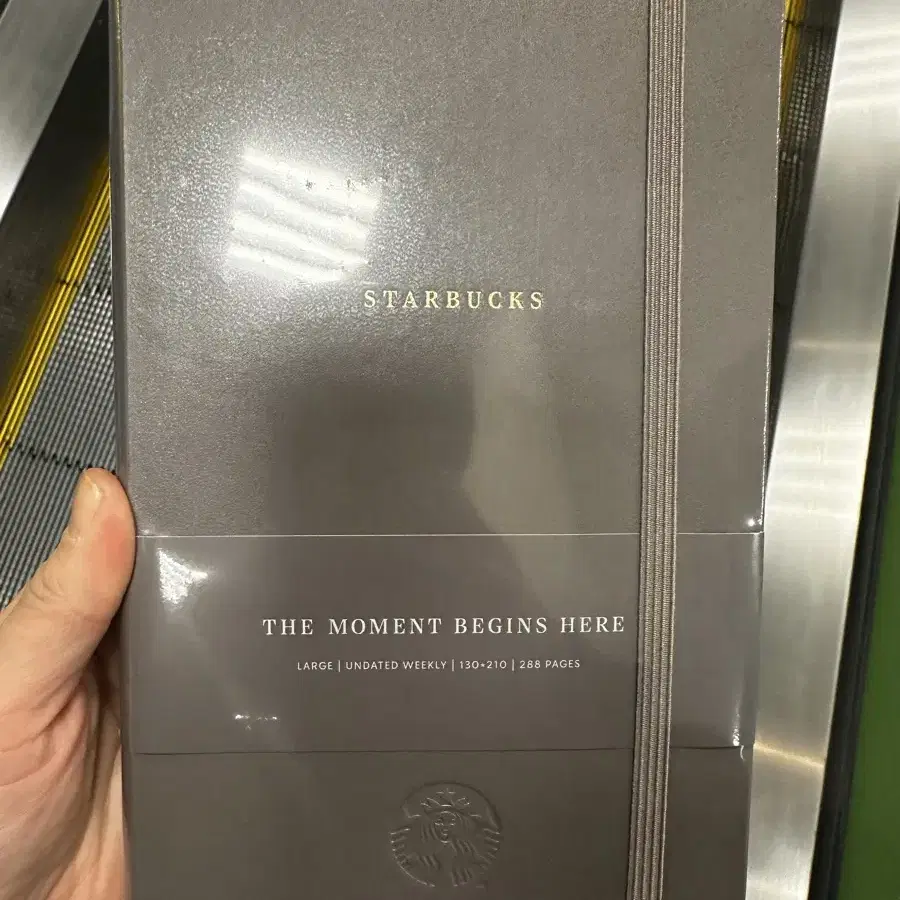 STARBUCKS
THE MOMENT BEGINS HERE
LARGE | UNDATED WEEKLY | 130*210 | 288 PAGES